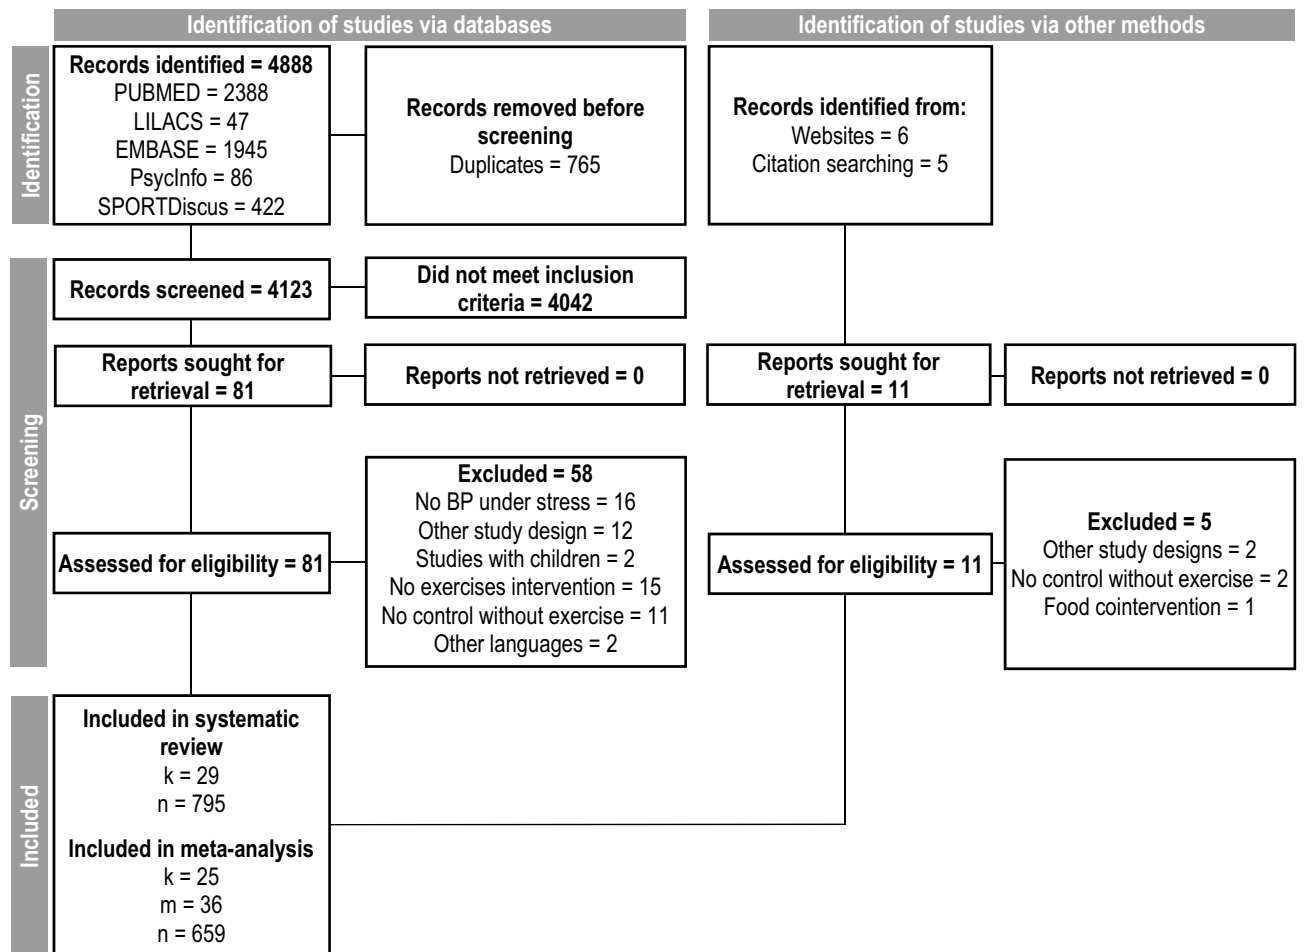 Identification of studies via databases
Identification of studies via other methods
Identification
Records identified = 4888
PUBMED = 2388
LILACS = 47
EMBASE = 1945
PsycInfo = 86
SPORTDiscus = 422
Records removed before
screening
Duplicates = 765
Records identified from:
Websites = 6
Citation searching = 5
Screening
Records screened = 4123
Did not meet inclusion
criteria = 4042
Reports sought for
retrieval = 81
Reports not retrieved = 0
Reports sought for
retrieval = 11
Reports not retrieved = 0
Assessed for eligibility = 81
Excluded = 58
No BP under stress = 16
Other study design = 12
Studies with children = 2
No exercises intervention = 15
No control without exercise = 11
Other languages = 2
Assessed for eligibility = 11
Excluded = 5
Other study designs = 2
No control without exercise = 2
Food cointervention = 1
Included
Included in systematic
review
k = 29
n = 795
Included in meta-analysis
k = 25
m = 36
n = 659